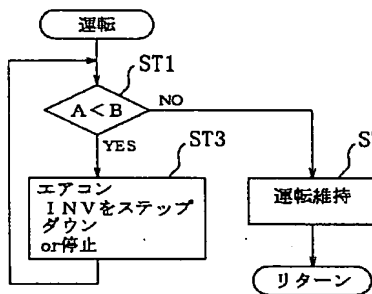 運転
ST1
A<B
NO
YES
ST3
エアコン
INVをステップ
ダウン
or停止
運転維持
リターン